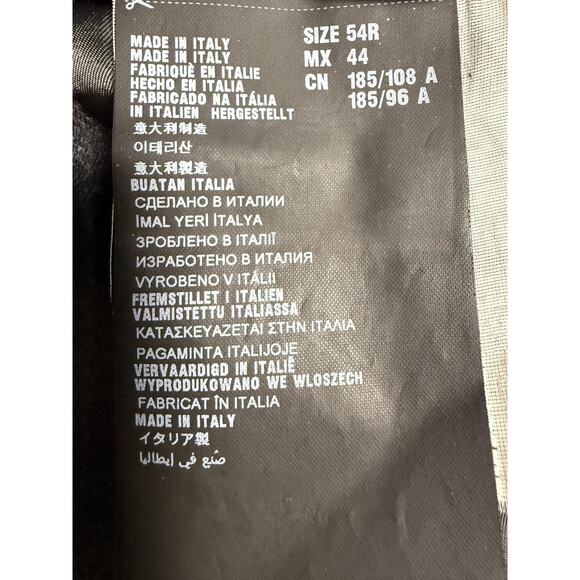 MADE IN ITALY
MADE IN ITALY
FABRIQUÈ EN ITALIE
HECHO EN ITALIA
FABRICADO NA ITÁLIA
IN ITALIEN HERGESTELLT
意大利制造
이태리산
意大利製造
BUATAN ITALIA
СДЕЛАНО В ИТАЛИИ
İMAL YERİ İTALYA
ЗРОБЛЕНО В ІТАЛІЇ
ИЗРАБОТЕНО В ИТАЛИЯ
VYROBENO V ITÁLII
FREMSTILLET I ITALIEN
VALMISTETTU ITALIASSA
ΚΑΤΑΣΚΕΥΑΖΕΤΑΙ ΣΤΗΝ ΙΤΑΛΙΑ
PAGAMINTA ITALIJOJE
VERVAARDIGD IN ITALIË
WYPRODUKOWANO WE WLOSZECH
FABRICAT ÎN ITALIA
MADE IN ITALY
イタリア製
صُنع في إيطاليا
SIZE 54R
MX 44
CN 185/108 A
185/96 A